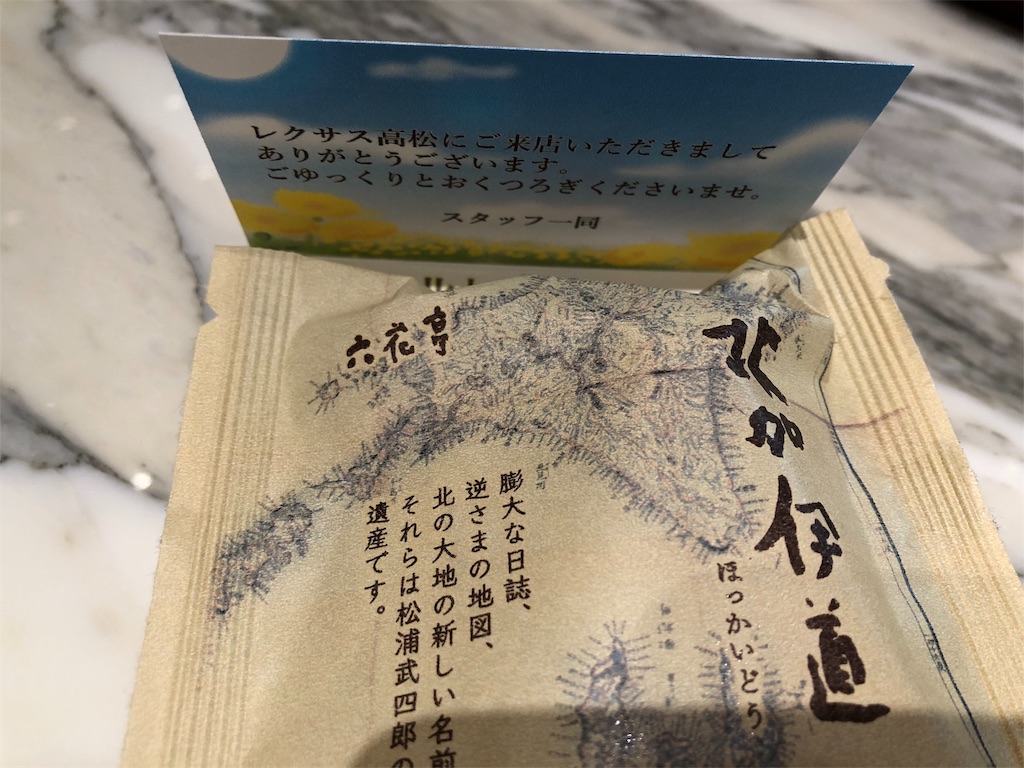 レクサス高松にご来店いただきまして
ありがとうございます。
ごゆっくりとおくつろぎくださいませ。
スタッフ一同
六花亭
北加伊道
ほっかいどう
膨大な日誌、
逆さまの地図、
北の大地の新しい名前
それらは松浦武四郎の
遺産です。